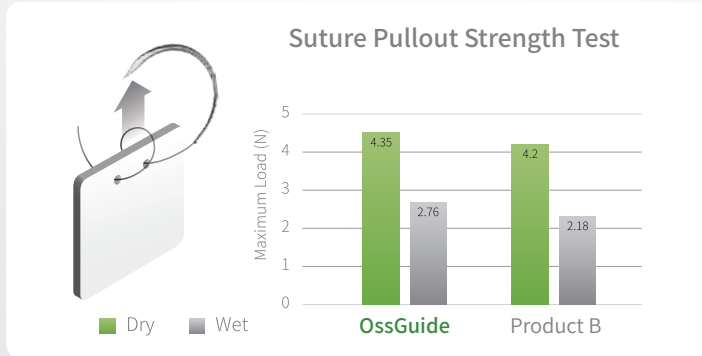 Suture Pullout Strength Test
Maximum Load (N)
5
4
3
2
1
0
4.35
2.76
4.2
2.18
OssGuide
Product B
Dry
Wet